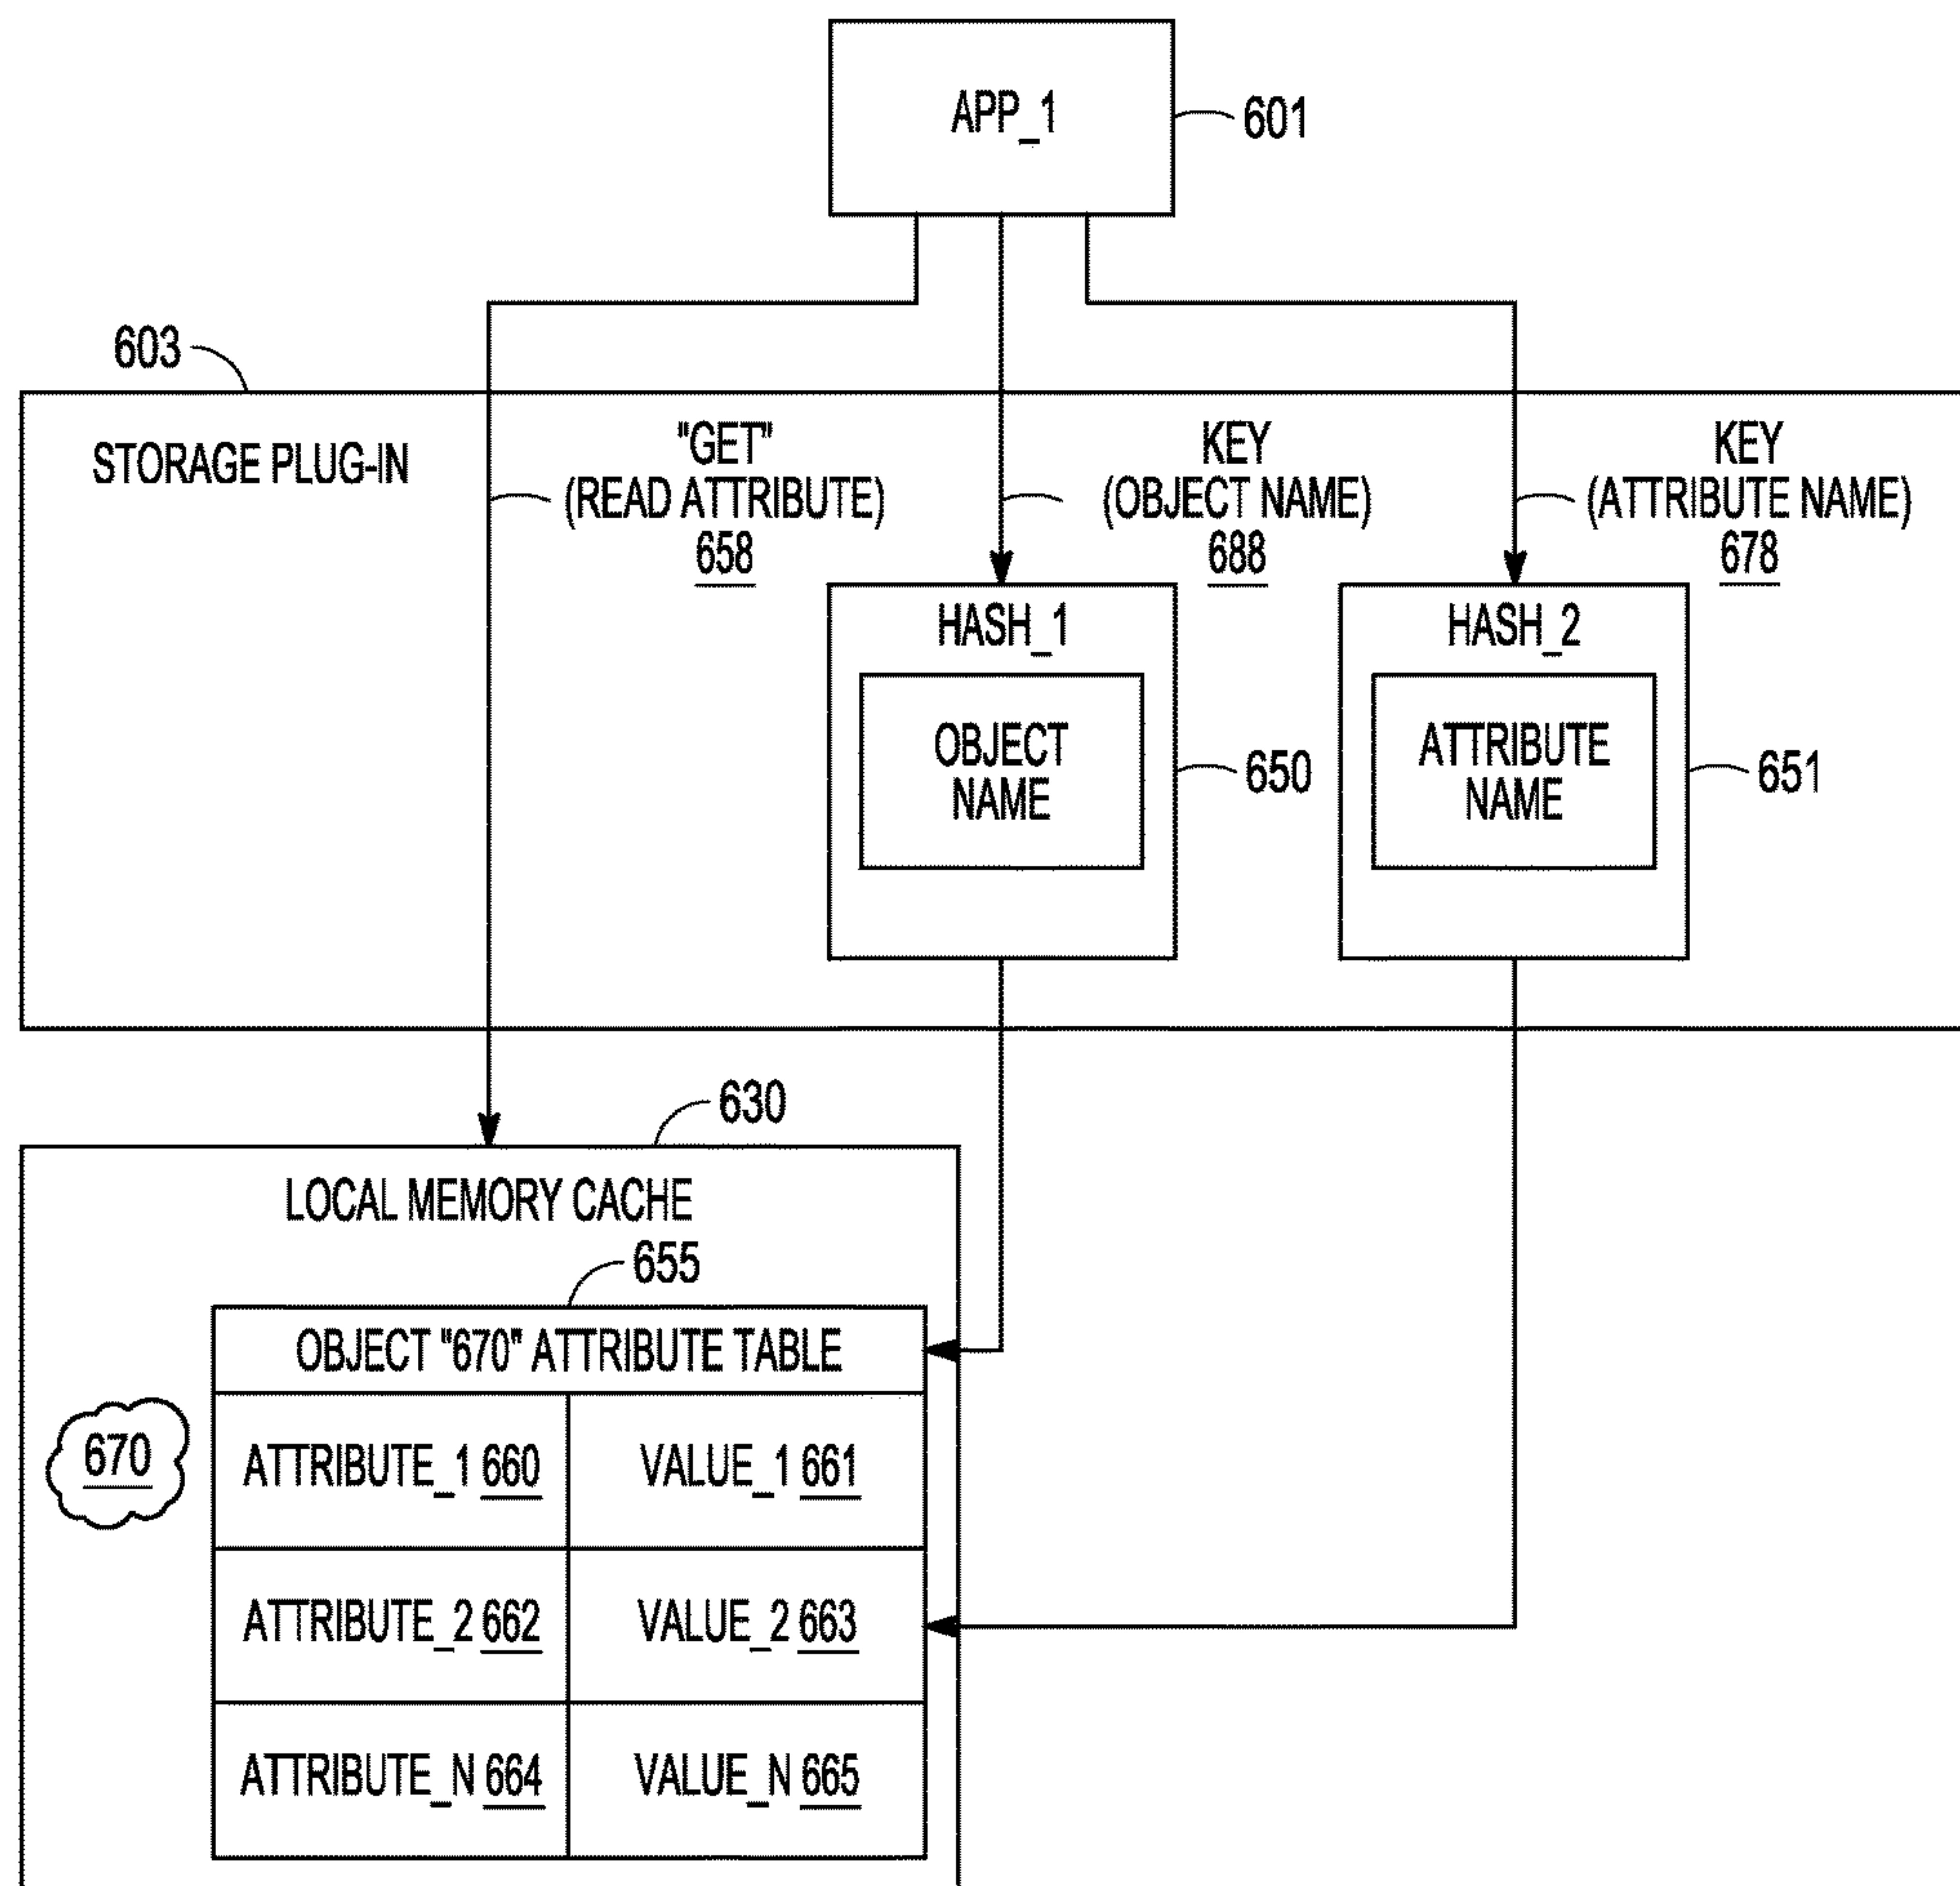 APP_1
601
603
STORAGE PLUG-IN
"GET"
(READ ATTRIBUTE)
658
KEY
(OBJECT NAME)
688
KEY
(ATTRIBUTE NAME)
678
HASH_1
OBJECT
NAME
650
HASH_2
ATTRIBUTE
NAME
651
630
LOCAL MEMORY CACHE
655
OBJECT "670" ATTRIBUTE TABLE
670
ATTRIBUTE_1 660
VALUE_1 661
ATTRIBUTE_2 662
VALUE_2 663
ATTRIBUTE_N 664
VALUE_N 665